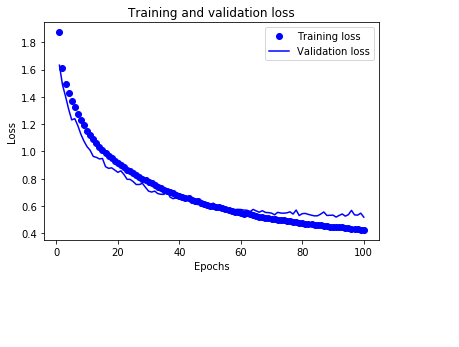 Training and validation loss
Training loss
Validation loss
1.8
1.6
1.4
1.2
1.0
0.8
0.6
0.4
Loss
0 20 40 60 80 100
Epochs